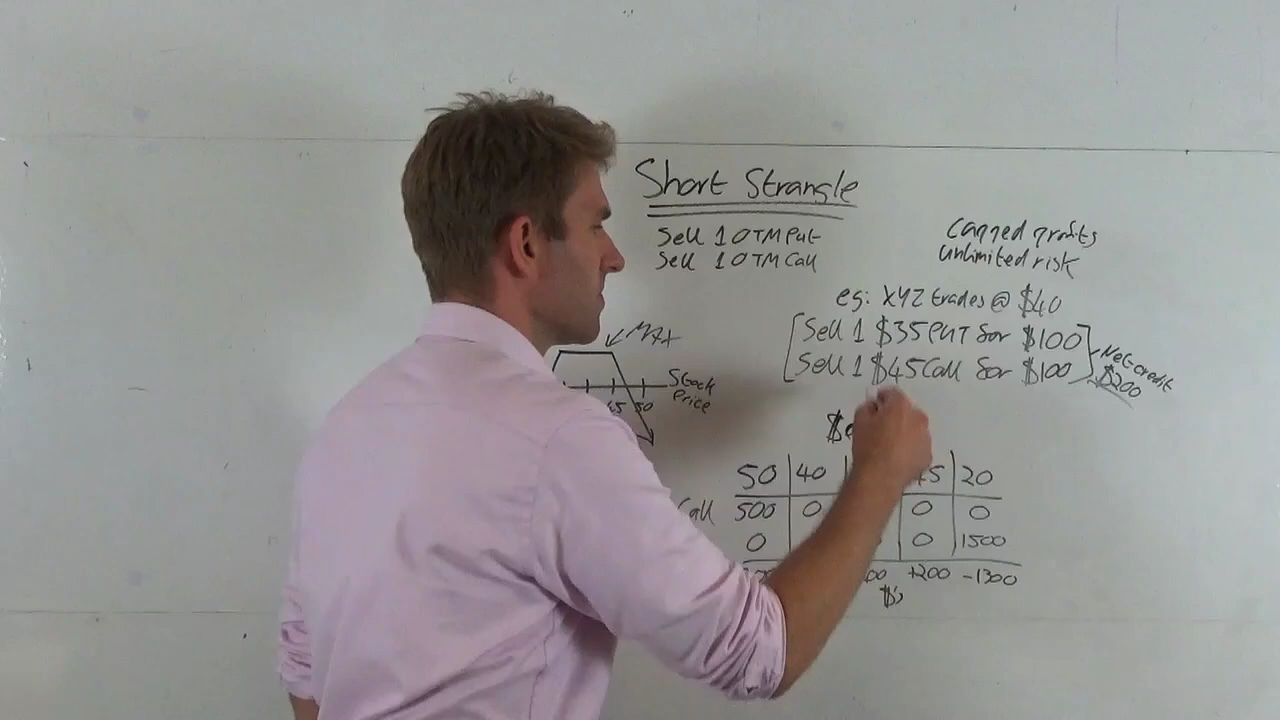 Short Strangle
Sell 1 OTM Put
Sell 1 OTM Call
Capped profits
Unlimited risk
eg: XYZ trades @ $40
Sell 1 $35 PUT for $100
Sell 1 $45 Call for $100
Net credit
$200
MAX
Stock
Price
45 50
50 40 45 20
Call 500 0 0 0
0 0 1500
+200 -1300
$'s